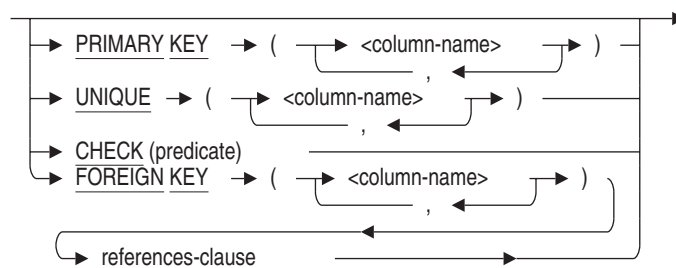 PRIMARY KEY ( <column-name> )
,
UNIQUE ( <column-name> )
,
CHECK (predicate)
FOREIGN KEY ( <column-name> )
,
references-clause